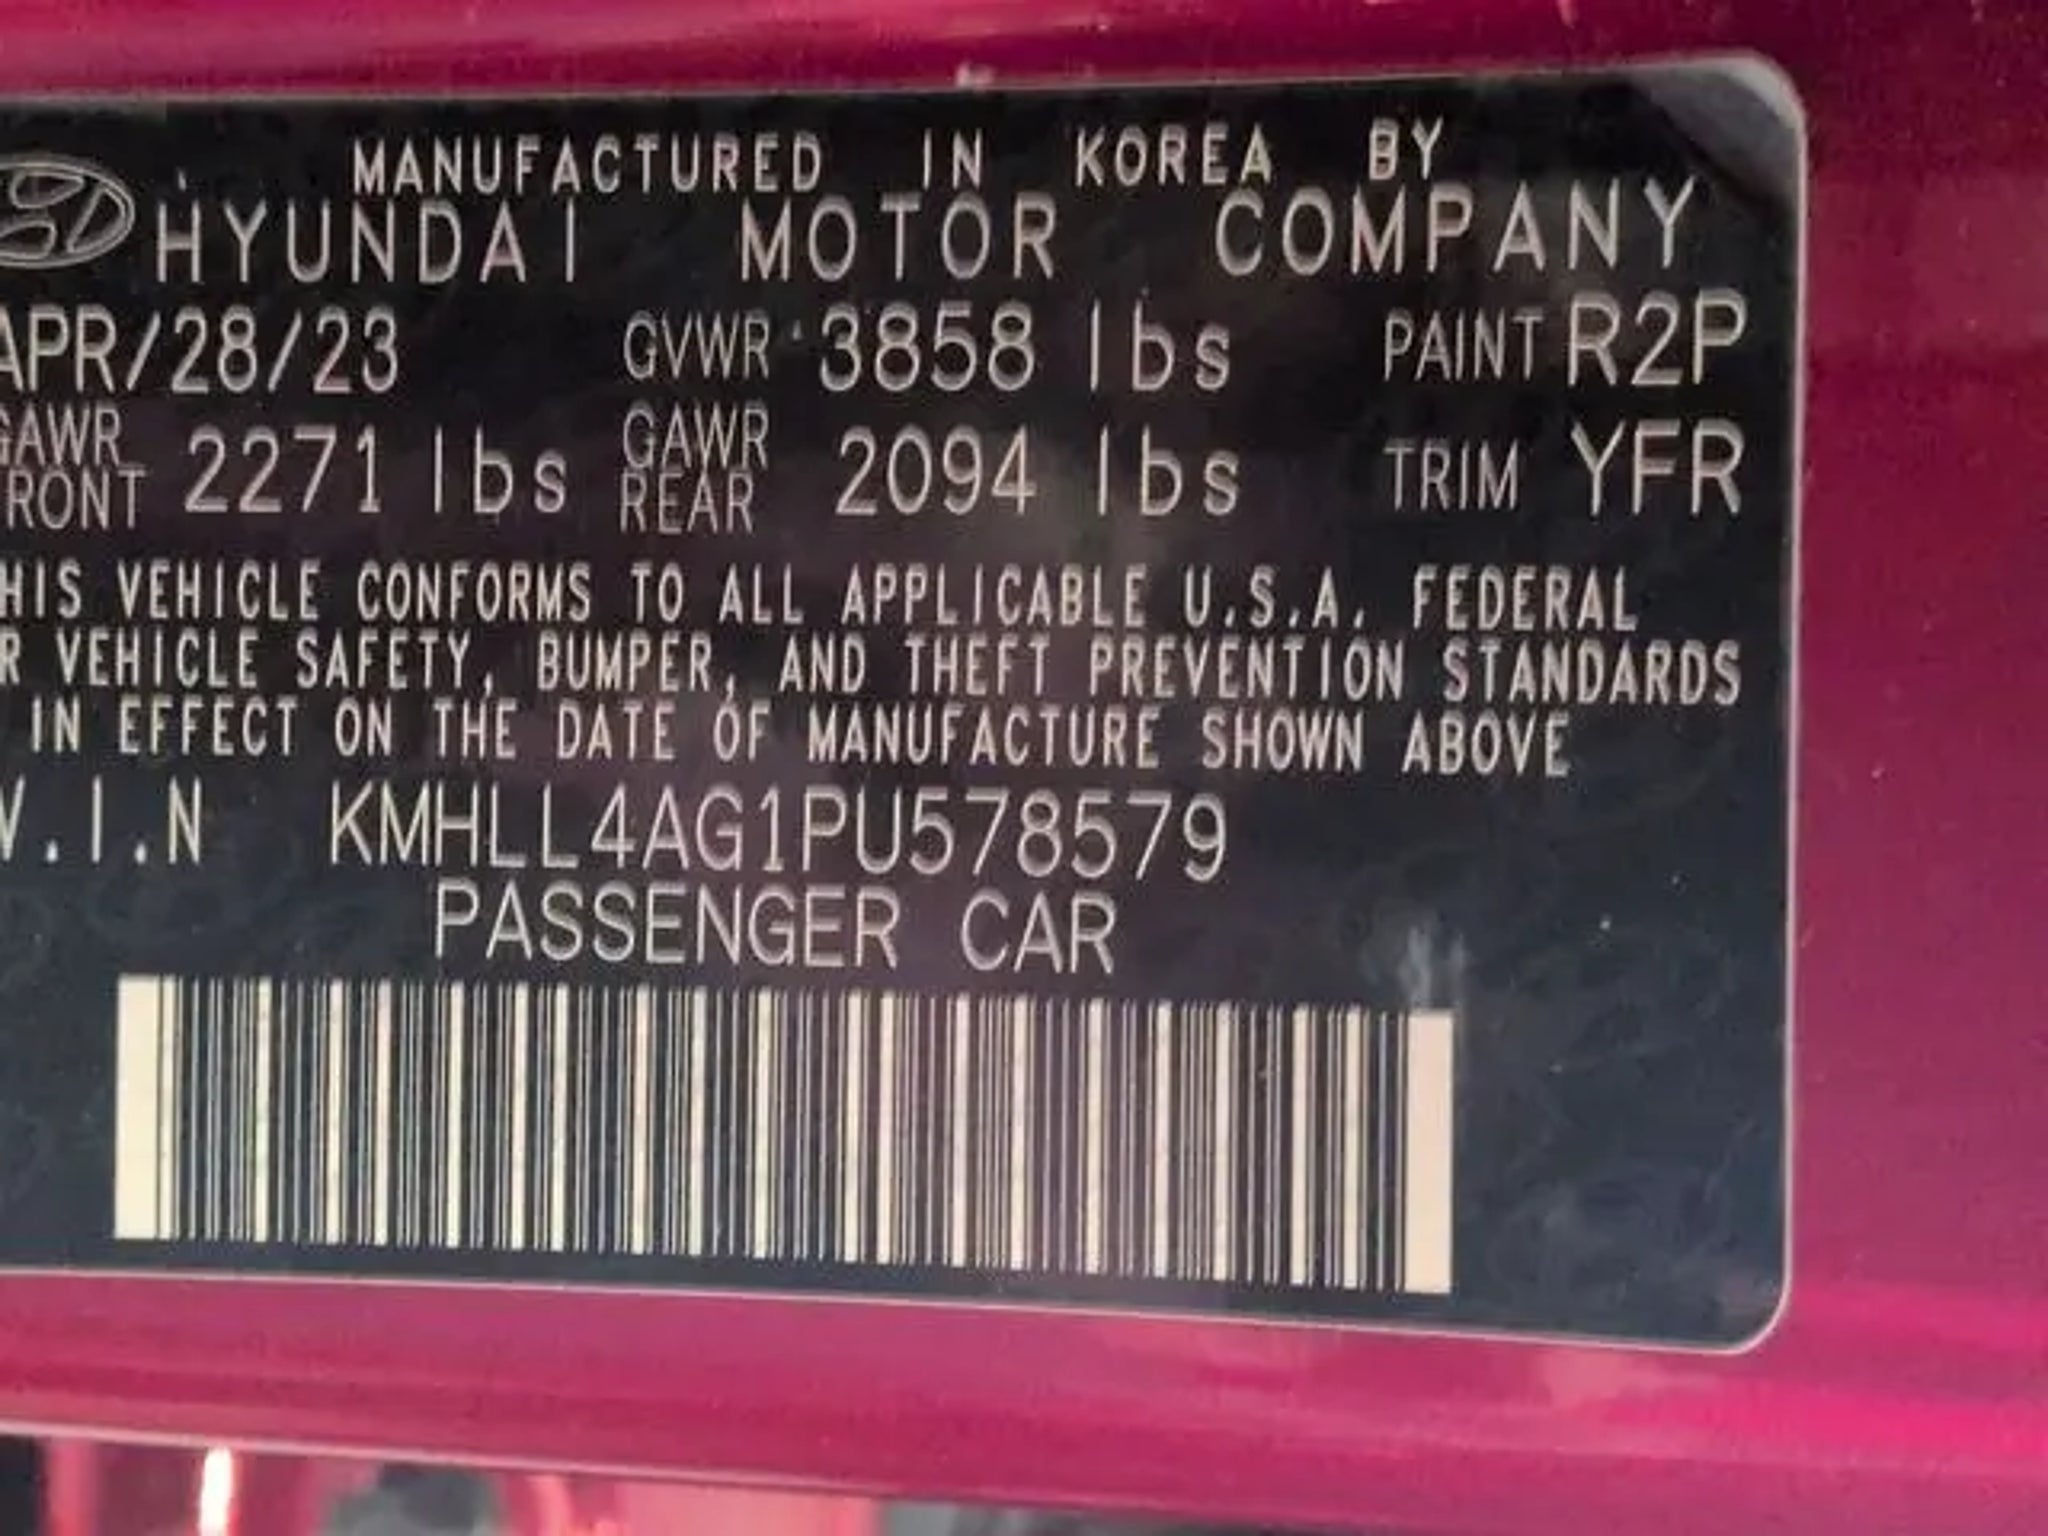 MANUFACTURED IN KOREA BY
HYUNDAI MOTOR COMPANY
APR/28/23 GVWR 3858 lbs PAINT R2P
GAWR FRONT 2271 lbs GAWR REAR 2094 lbs TRIM YFR
HIS VEHICLE CONFORMS TO ALL APPLICABLE U.S.A. FEDERAL
R VEHICLE SAFETY, BUMPER, AND THEFT PREVENTION STANDARDS
IN EFFECT ON THE DATE OF MANUFACTURE SHOWN ABOVE
V.I.N KMHLL4AG1PU578579
PASSENGER CAR